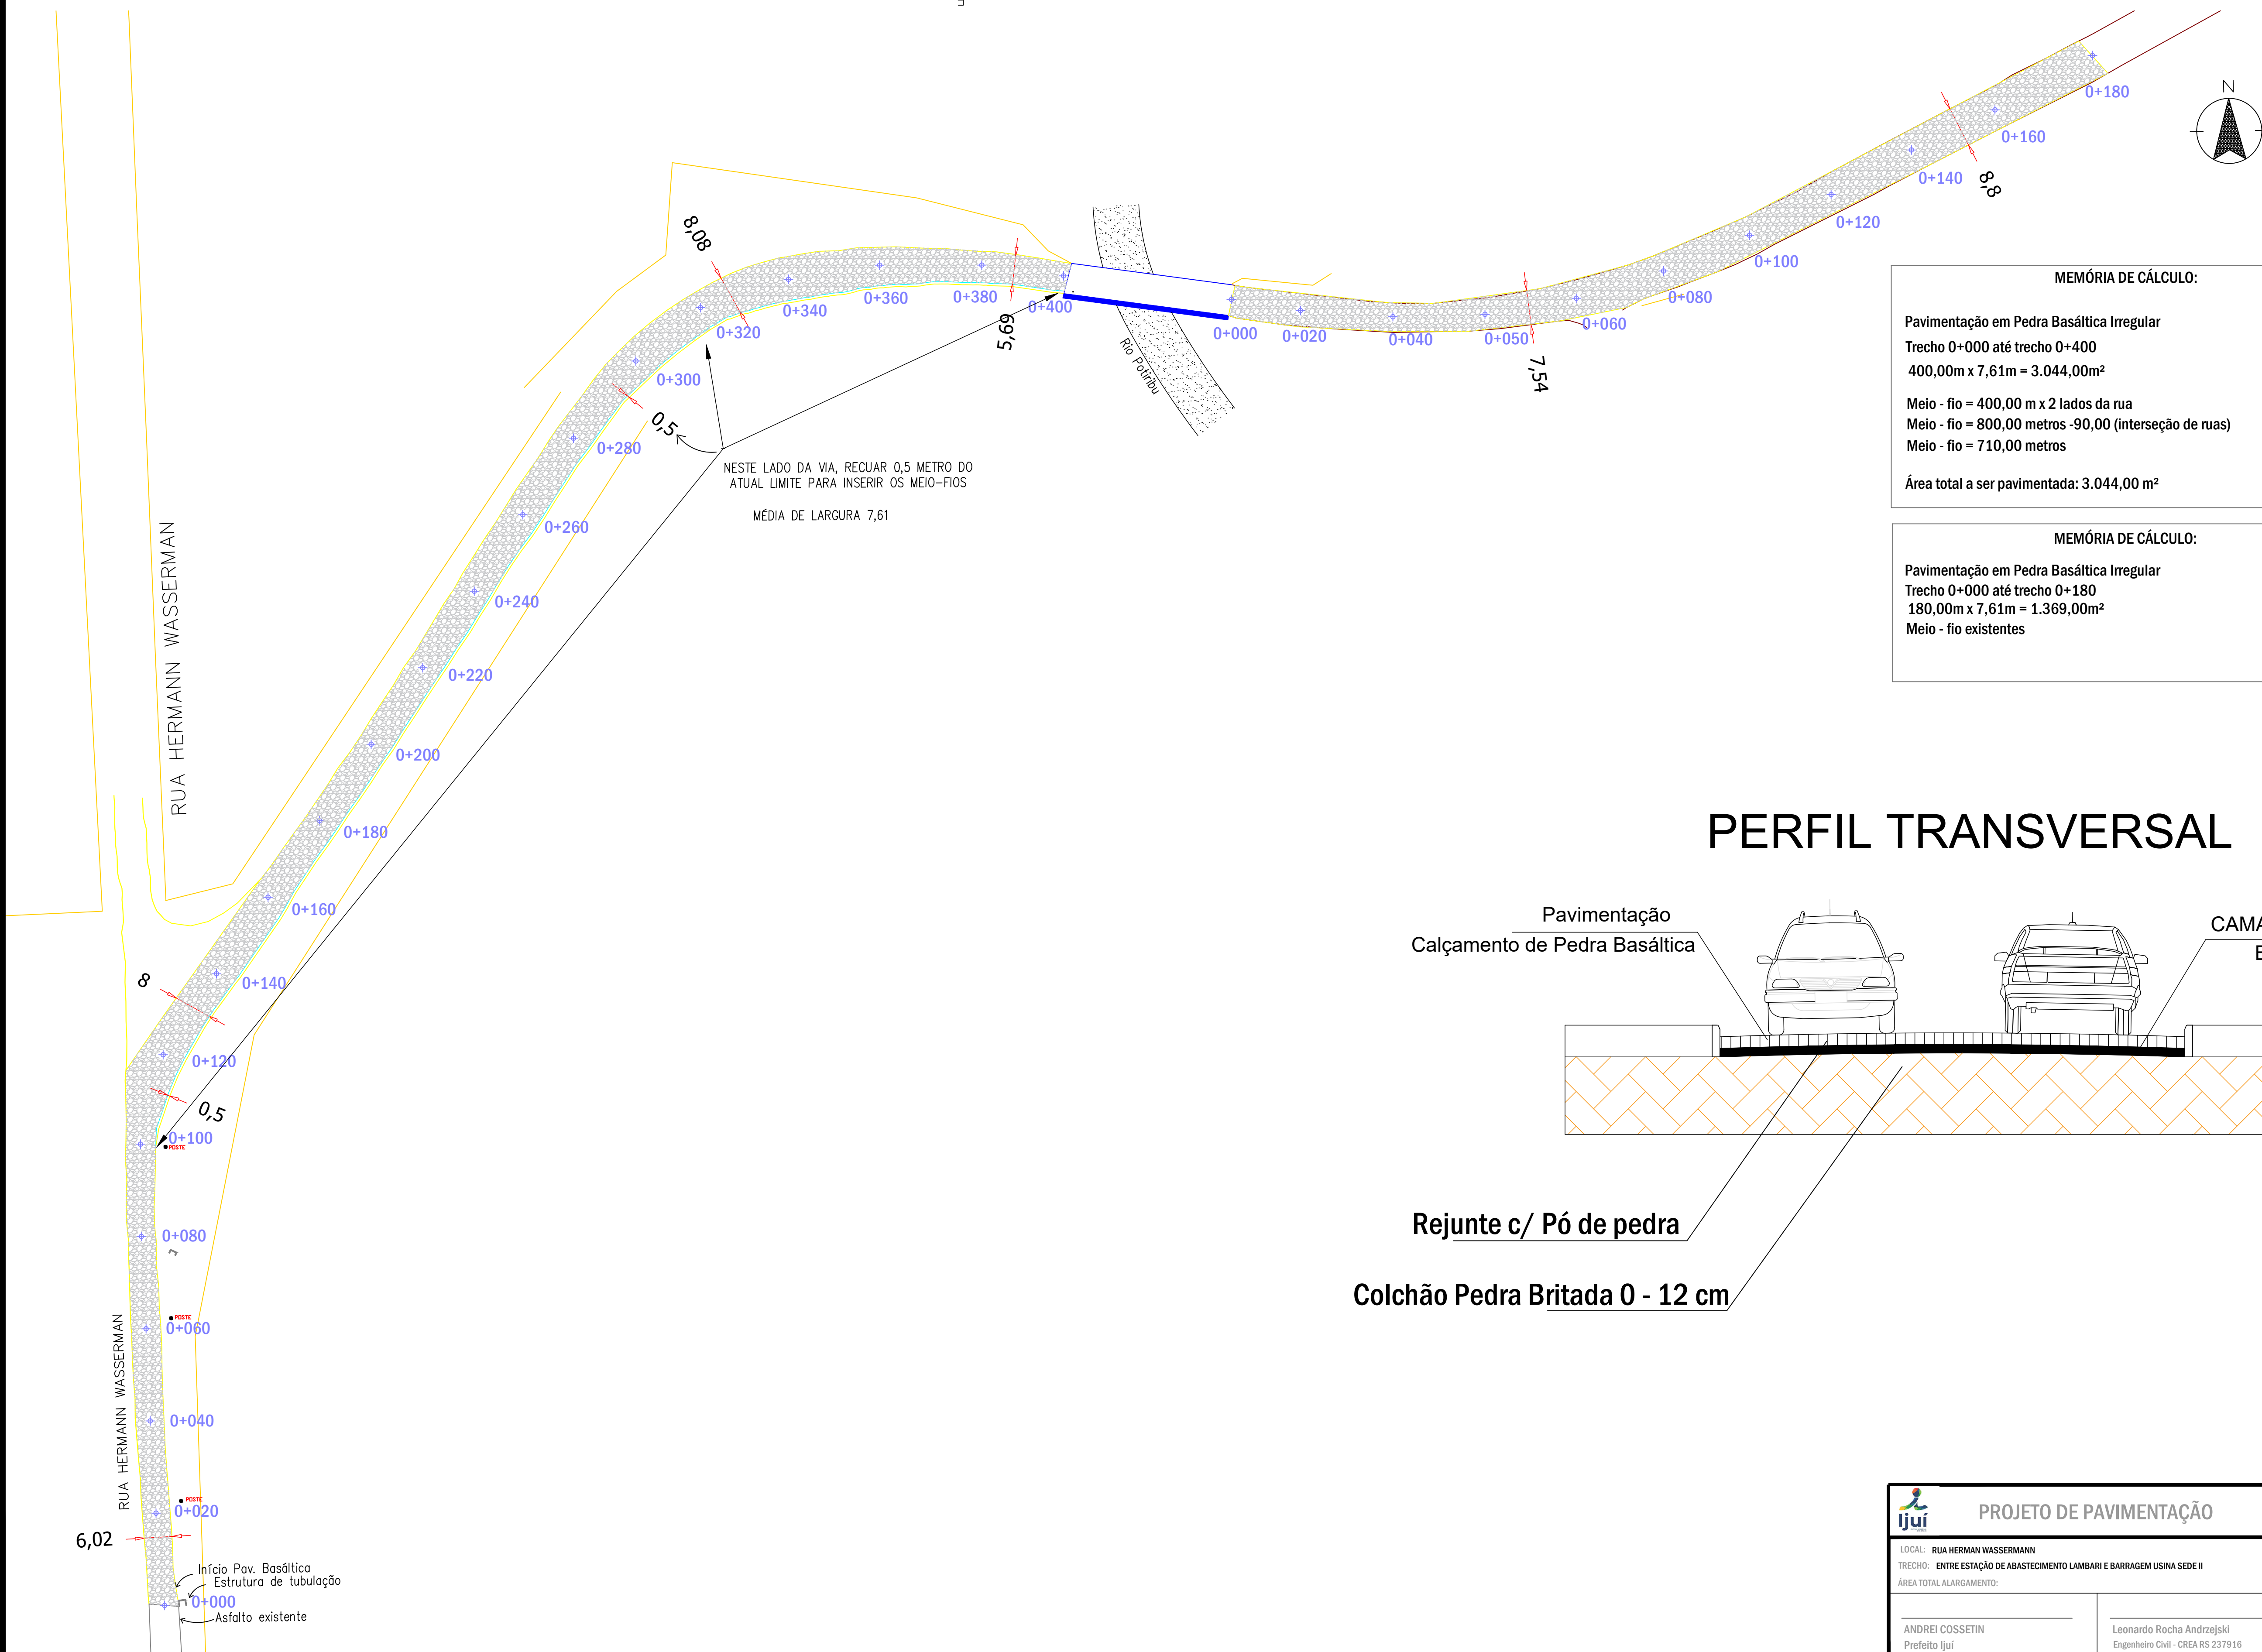 N
0+180
0+160
0+140
8,8
0+120
0+100
0+080
0+060
7,54
0+050
0+040
0+020
0+000
Rio Potiribu
0+400
5,69
0+380
0+360
0+340
8,08
0+320
0+300
0,5
0+280
0+260
0+240
0+220
0+200
0+180
0+160
0+140
8
0+120
0,5
0+100
POSTE
0+080
POSTE
0+060
0+040
POSTE
0+020
6,02
0+000
NESTE LADO DA VIA, RECUAR 0,5 METRO DO
ATUAL LIMITE PARA INSERIR OS MEIO-FIOS
MÉDIA DE LARGURA 7,61
RUA HERMANN WASSERMAN
RUA HERMANN WASSERMAN
Início Pav. Basáltica
Estrutura de tubulação
Asfalto existente
MEMÓRIA DE CÁLCULO:
Pavimentação em Pedra Basáltica Irregular
Trecho 0+000 até trecho 0+400
400,00m x 7,61m = 3.044,00m²
Meio - fio = 400,00 m x 2 lados da rua
Meio - fio = 800,00 metros -90,00 (interseção de ruas)
Meio - fio = 710,00 metros
Área total a ser pavimentada: 3.044,00 m²
MEMÓRIA DE CÁLCULO:
Pavimentação em Pedra Basáltica Irregular
Trecho 0+000 até trecho 0+180
180,00m x 7,61m = 1.369,00m²
Meio - fio existentes
PERFIL TRANSVERSAL
Pavimentação
Calçamento de Pedra Basáltica
CAMA
Rejunte c/ Pó de pedra
Colchão Pedra Britada 0 - 12 cm
Ijuí
PROJETO DE PAVIMENTAÇÃO
LOCAL: RUA HERMAN WASSERMANN
TRECHO: ENTRE ESTAÇÃO DE ABASTECIMENTO LAMBARI E BARRAGEM USINA SEDE II
ÁREA TOTAL ALARGAMENTO:
ANDREI COSSETIN
Prefeito Ijuí
Leonardo Rocha Andrzejski
Engenheiro Civil - CREA RS 237916